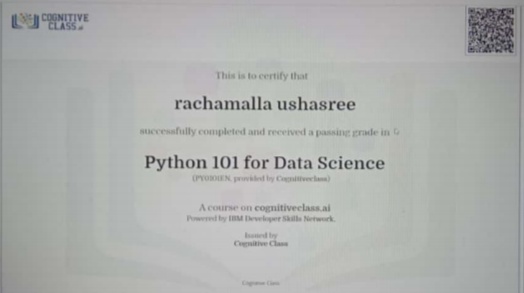 COGNITIVE
CLASS.ai
This is to certify that
rachamalla ushasree
successfully completed and received a passing grade in
Python 101 for Data Science
(PY0101EN, provided by Cognitiveclass)
A course on cognitiveclass.ai
Powered by IBM Developer Skills Network.
Issued by
Cognitive Class
Cognitive Class